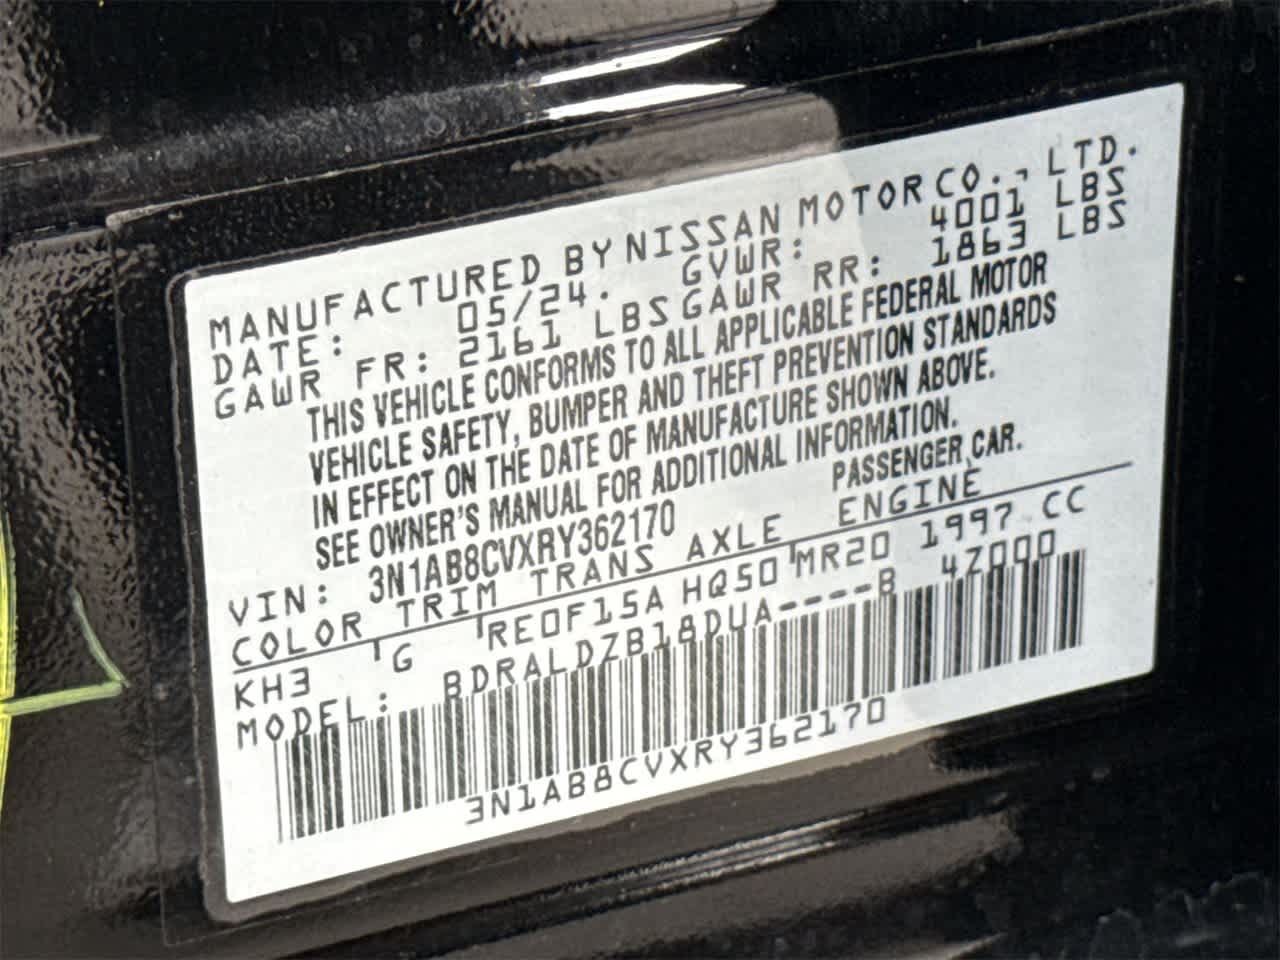 MANUFACTURED BY NISSAN MOTOR CO., LTD.
DATE: 05/24. GVWR: 4001 LBS
GAWR FR: 2161 LBS GAWR RR: 1863 LBS
THIS VEHICLE CONFORMS TO ALL APPLICABLE FEDERAL MOTOR
VEHICLE SAFETY, BUMPER AND THEFT PREVENTION STANDARDS
IN EFFECT ON THE DATE OF MANUFACTURE SHOWN ABOVE.
SEE OWNER'S MANUAL FOR ADDITIONAL INFORMATION.
VIN: 3N1AB8CVXRY362170 PASSENGER CAR.
COLOR TRIM TRANS AXLE ENGINE
KH3 G RE0F15A HQ50 MR20 1997 CC
MODEL: BDRALDZB18DUA----B 4Z000
3N1AB8CVXRY362170